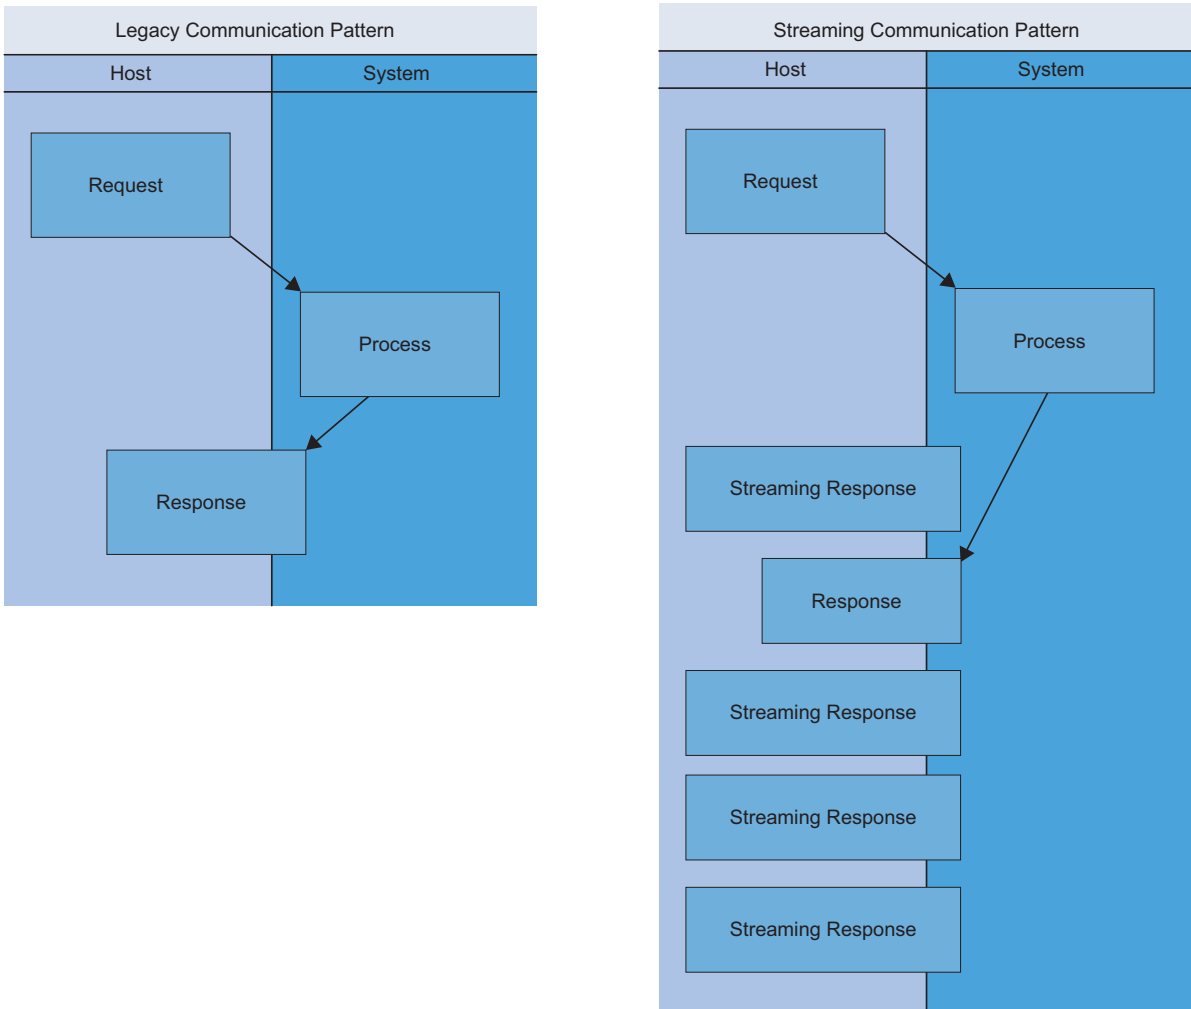 Legacy Communication Pattern
Host
System
Request
Process
Response
Streaming Communication Pattern
Host
System
Request
Process
Streaming Response
Response
Streaming Response
Streaming Response
Streaming Response